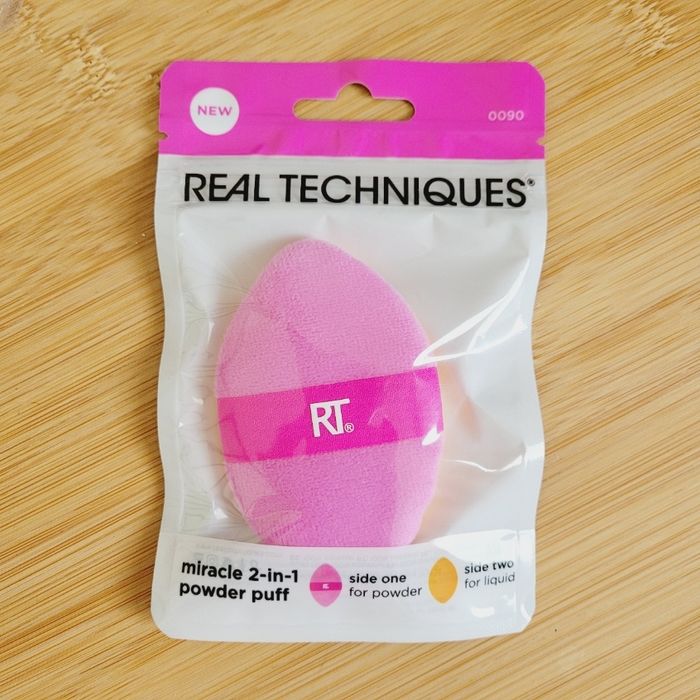 NEW
0090
REAL TECHNIQUES®
RT®
miracle 2-in-1
powder puff
side one
for powder
side two
for liquid